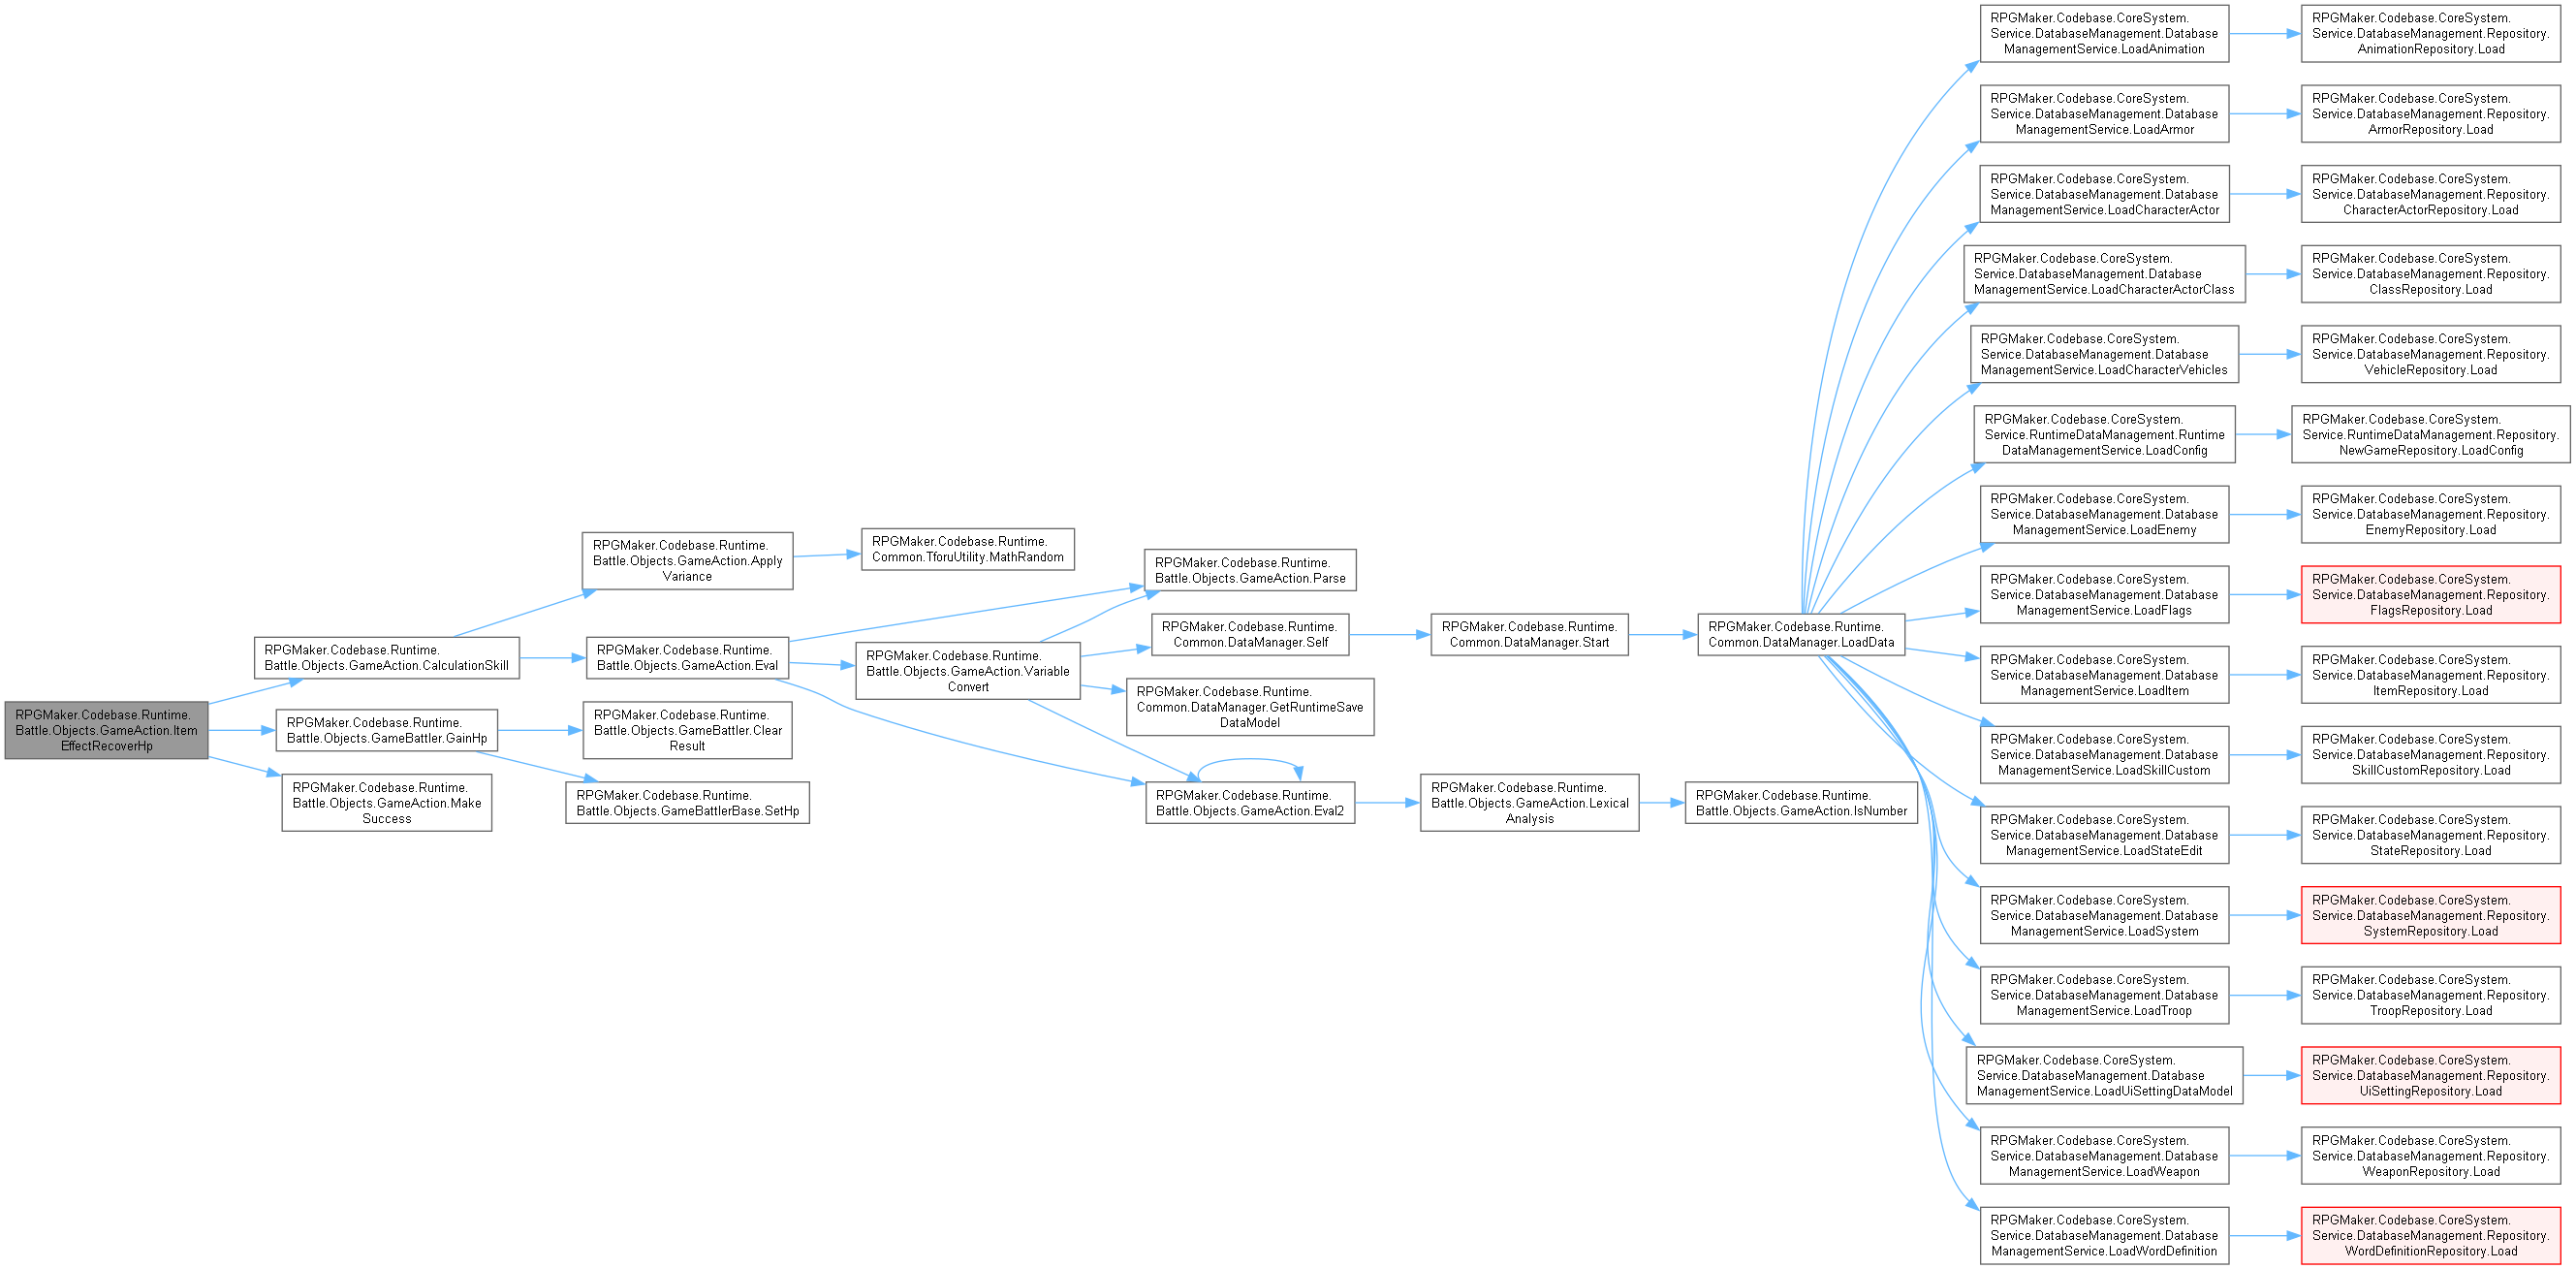 RPGMaker.Codebase.Runtime.
Battle.Objects.GameAction.Item
EffectRecoverHp
RPGMaker.Codebase.Runtime.
Battle.Objects.GameAction.CalculationSkill
RPGMaker.Codebase.Runtime.
Battle.Objects.GameBattler.GainHp
RPGMaker.Codebase.Runtime.
Battle.Objects.GameAction.Make
Success
RPGMaker.Codebase.Runtime.
Battle.Objects.GameAction.Apply
Variance
RPGMaker.Codebase.Runtime.
Battle.Objects.GameAction.Eval
RPGMaker.Codebase.Runtime.
Battle.Objects.GameBattler.Clear
Result
RPGMaker.Codebase.Runtime.
Battle.Objects.GameBattlerBase.SetHp
RPGMaker.Codebase.Runtime.
Common.TforuUtility.MathRandom
RPGMaker.Codebase.Runtime.
Battle.Objects.GameAction.Variable
Convert
RPGMaker.Codebase.Runtime.
Battle.Objects.GameAction.Parse
RPGMaker.Codebase.Runtime.
Common.DataManager.Self
RPGMaker.Codebase.Runtime.
Common.DataManager.GetRuntimeSave
DataModel
RPGMaker.Codebase.Runtime.
Battle.Objects.GameAction.Eval2
RPGMaker.Codebase.Runtime.
Common.DataManager.Start
RPGMaker.Codebase.Runtime.
Battle.Objects.GameAction.Lexical
Analysis
RPGMaker.Codebase.Runtime.
Common.DataManager.LoadData
RPGMaker.Codebase.Runtime.
Battle.Objects.GameAction.IsNumber
RPGMaker.Codebase.CoreSystem.
Service.DatabaseManagement.Database
ManagementService.LoadAnimation
RPGMaker.Codebase.CoreSystem.
Service.DatabaseManagement.Repository.
AnimationRepository.Load
RPGMaker.Codebase.CoreSystem.
Service.DatabaseManagement.Database
ManagementService.LoadArmor
RPGMaker.Codebase.CoreSystem.
Service.DatabaseManagement.Repository.
ArmorRepository.Load
RPGMaker.Codebase.CoreSystem.
Service.DatabaseManagement.Database
ManagementService.LoadCharacterActor
RPGMaker.Codebase.CoreSystem.
Service.DatabaseManagement.Repository.
CharacterActorRepository.Load
RPGMaker.Codebase.CoreSystem.
Service.DatabaseManagement.Database
ManagementService.LoadCharacterActorClass
RPGMaker.Codebase.CoreSystem.
Service.DatabaseManagement.Repository.
ClassRepository.Load
RPGMaker.Codebase.CoreSystem.
Service.DatabaseManagement.Database
ManagementService.LoadCharacterVehicles
RPGMaker.Codebase.CoreSystem.
Service.DatabaseManagement.Repository.
VehicleRepository.Load
RPGMaker.Codebase.CoreSystem.
Service.RuntimeDataManagement.Runtime
DataManagementService.LoadConfig
RPGMaker.Codebase.CoreSystem.
Service.RuntimeDataManagement.Repository.
NewGameRepository.LoadConfig
RPGMaker.Codebase.CoreSystem.
Service.DatabaseManagement.Database
ManagementService.LoadEnemy
RPGMaker.Codebase.CoreSystem.
Service.DatabaseManagement.Repository.
EnemyRepository.Load
RPGMaker.Codebase.CoreSystem.
Service.DatabaseManagement.Database
ManagementService.LoadFlags
RPGMaker.Codebase.CoreSystem.
Service.DatabaseManagement.Repository.
FlagsRepository.Load
RPGMaker.Codebase.CoreSystem.
Service.DatabaseManagement.Database
ManagementService.LoadItem
RPGMaker.Codebase.CoreSystem.
Service.DatabaseManagement.Repository.
ItemRepository.Load
RPGMaker.Codebase.CoreSystem.
Service.DatabaseManagement.Database
ManagementService.LoadSkillCustom
RPGMaker.Codebase.CoreSystem.
Service.DatabaseManagement.Repository.
SkillCustomRepository.Load
RPGMaker.Codebase.CoreSystem.
Service.DatabaseManagement.Database
ManagementService.LoadStateEdit
RPGMaker.Codebase.CoreSystem.
Service.DatabaseManagement.Repository.
StateRepository.Load
RPGMaker.Codebase.CoreSystem.
Service.DatabaseManagement.Database
ManagementService.LoadSystem
RPGMaker.Codebase.CoreSystem.
Service.DatabaseManagement.Repository.
SystemRepository.Load
RPGMaker.Codebase.CoreSystem.
Service.DatabaseManagement.Database
ManagementService.LoadTroop
RPGMaker.Codebase.CoreSystem.
Service.DatabaseManagement.Repository.
TroopRepository.Load
RPGMaker.Codebase.CoreSystem.
Service.DatabaseManagement.Database
ManagementService.LoadUiSettingDataModel
RPGMaker.Codebase.CoreSystem.
Service.DatabaseManagement.Repository.
UiSettingRepository.Load
RPGMaker.Codebase.CoreSystem.
Service.DatabaseManagement.Database
ManagementService.LoadWeapon
RPGMaker.Codebase.CoreSystem.
Service.DatabaseManagement.Repository.
WeaponRepository.Load
RPGMaker.Codebase.CoreSystem.
Service.DatabaseManagement.Database
ManagementService.LoadWordDefinition
RPGMaker.Codebase.CoreSystem.
Service.DatabaseManagement.Repository.
WordDefinitionRepository.Load